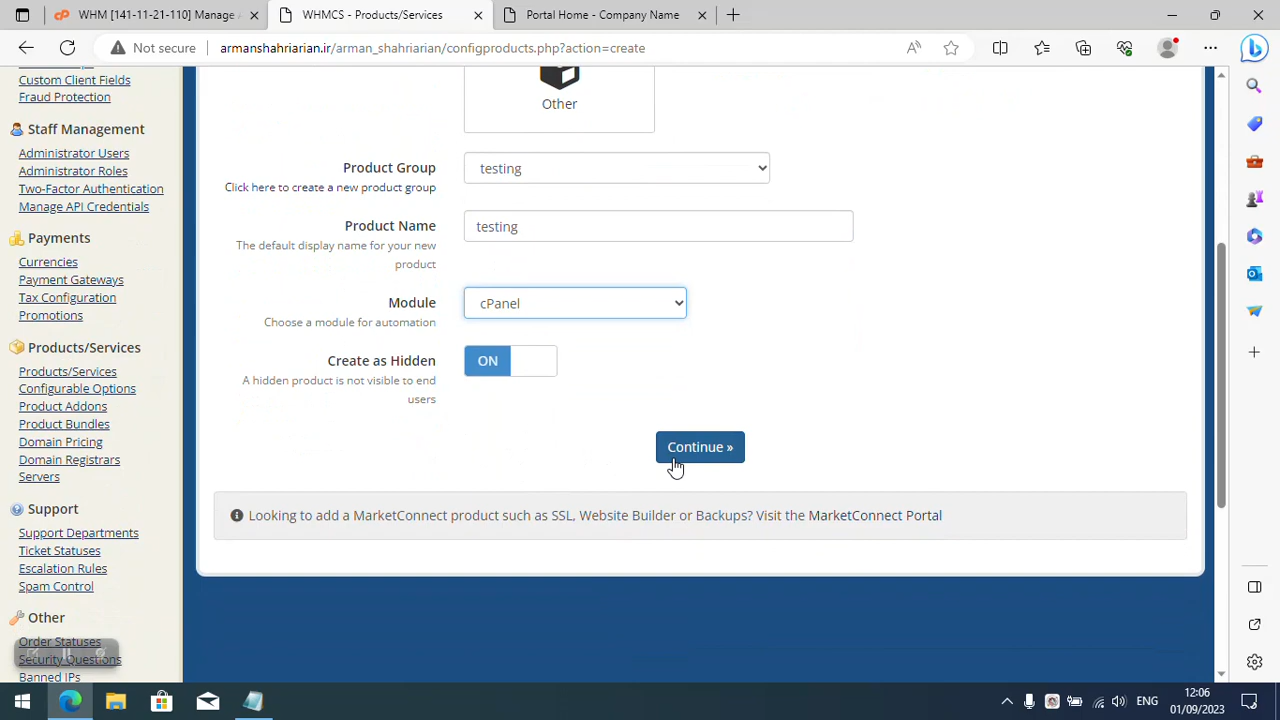 WHM [141-11-21-110] Manage
WHMCS - Products/Services
Portal Home - Company Name
Not secure
armanshahriarian.ir/arman_shahriarian/configproducts.php?action=create
Custom Client Fields
Fraud Protection
Staff Management
Administrator Users
Administrator Roles
Two-Factor Authentication
Manage API Credentials
Payments
Currencies
Payment Gateways
Tax Configuration
Promotions
Products/Services
Products/Services
Configurable Options
Product Addons
Product Bundles
Domain Pricing
Domain Registrars
Servers
Support
Support Departments
Ticket Statuses
Escalation Rules
Spam Control
Other
Order Statuses
Security Questions
Banned IPs
Other
Product Group
Click here to create a new product group
testing
Product Name
The default display name for your new
product
testing
Module
Choose a module for automation
cPanel
Create as Hidden
A hidden product is not visible to end
users
ON
Continue »
Looking to add a MarketConnect product such as SSL, Website Builder or Backups? Visit the MarketConnect Portal
ENG
12:06
01/09/2023